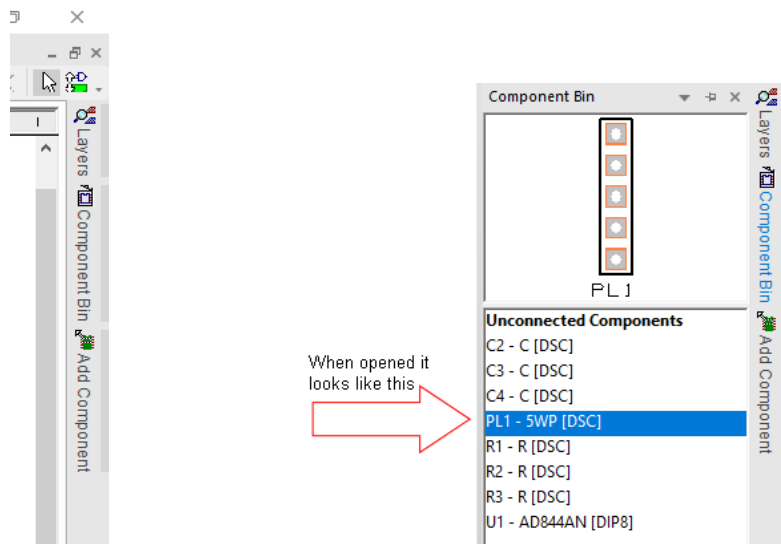 Layers
Component Bin
Add Component
When opened it
looks like this
Component Bin
PL1
Unconnected Components
C2 - C [DSC]
C3 - C [DSC]
C4 - C [DSC]
PL1 - 5WP [DSC]
R1 - R [DSC]
R2 - R [DSC]
R3 - R [DSC]
U1 - AD844AN [DIP8]
Layers
Component Bin
Add Component